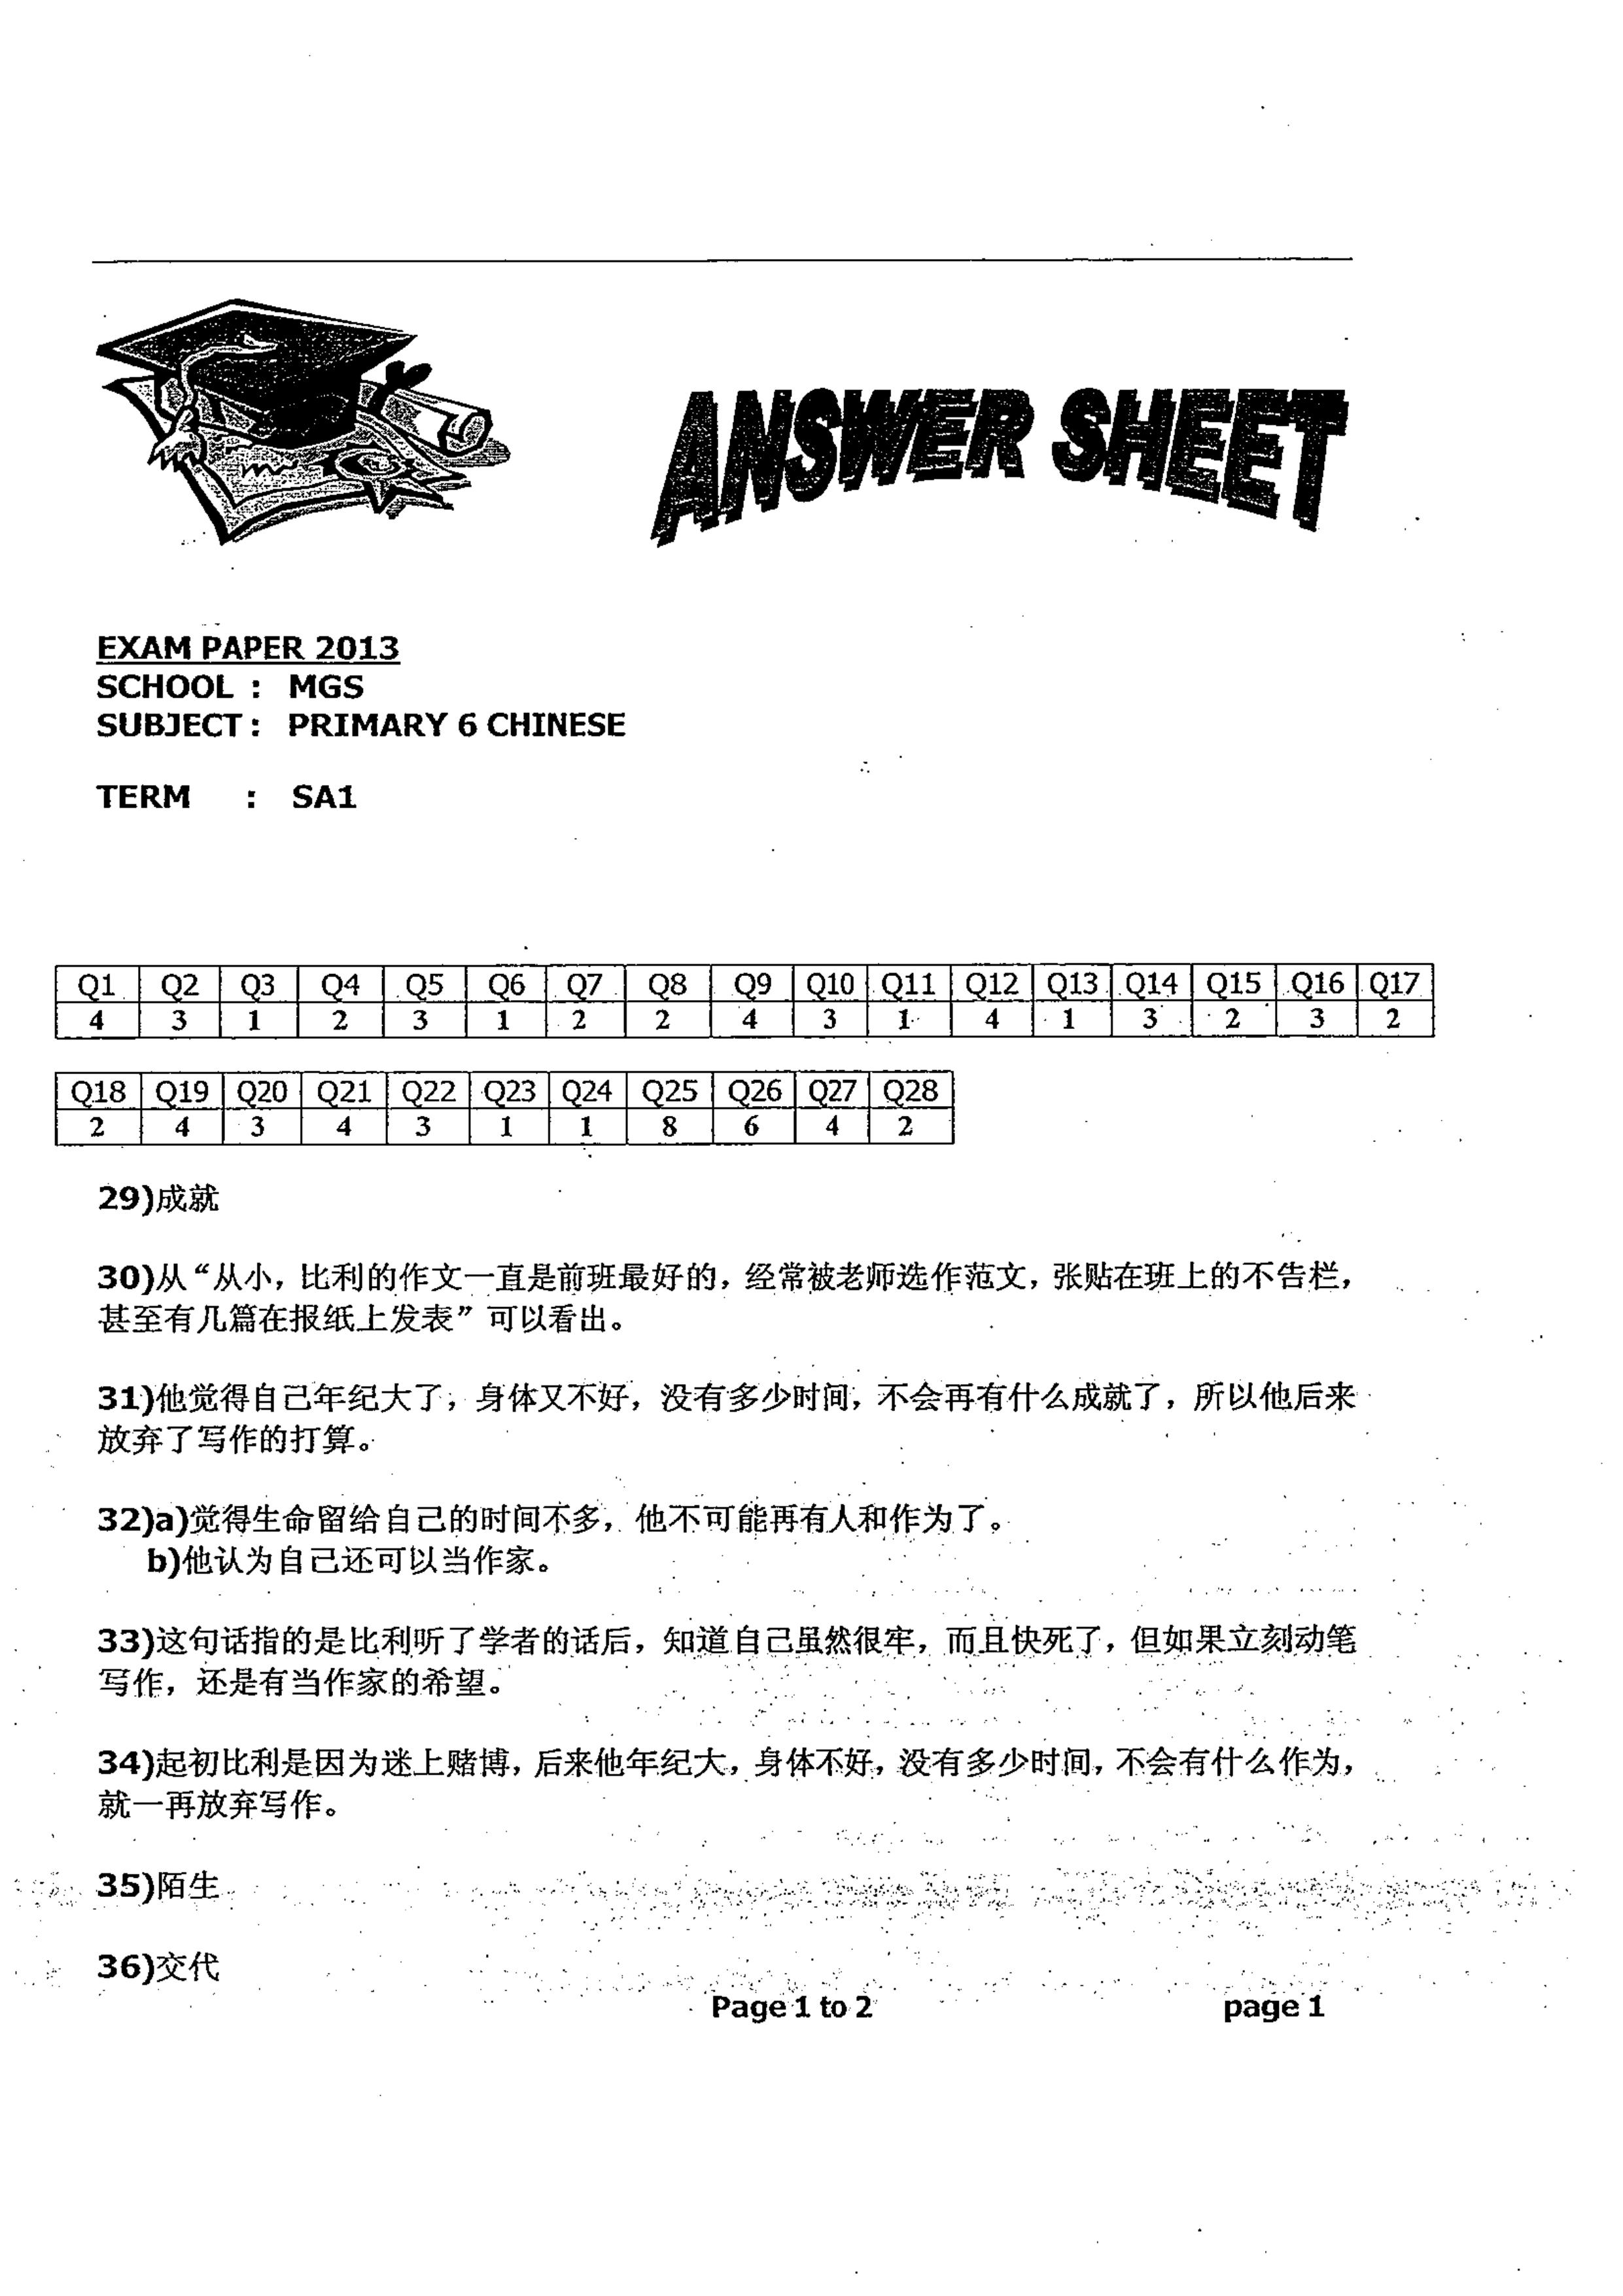 ANSWER SHEET
EXAM PAPER 2013
SCHOOL : MGS
SUBJECT : PRIMARY 6 CHINESE
TERM : SA1
Q1 Q2 Q3 Q4 Q5 Q6 Q7 Q8 Q9 Q10 Q11 Q12 Q13 Q14 Q15 Q16 Q17
4 3 1 2 3 1 2 2 4 3 1 4 1 3 2 3 2
Q18 Q19 Q20 Q21 Q22 Q23 Q24 Q25 Q26 Q27 Q28
2 4 3 4 3 1 1 8 6 4 2
29)成就
30)从“从小，比利的作文一直是前班最好的，经常被老师选作范文，张贴在班上的不告栏，
甚至有几篇在报纸上发表”可以看出。
31)他觉得自己年纪大了，身体又不好，没有多少时间，不会再有什么成就了，所以他后来
放弃了写作的打算。
32)a)觉得生命留给自己的时间不多，他不可能再有人和作为了。
b)他认为自己还可以当作家。
33)这句话指的是比利听了学者的话后，知道自己虽然很牢，而且快死了，但如果立刻动笔
写作，还是有当作家的希望。
34)起初比利是因为迷上赌博，后来他年纪大，身体不好，没有多少时间，不会有什么作为，
就一再放弃写作。
35)陌生
36)交代
Page 1 to 2 page 1